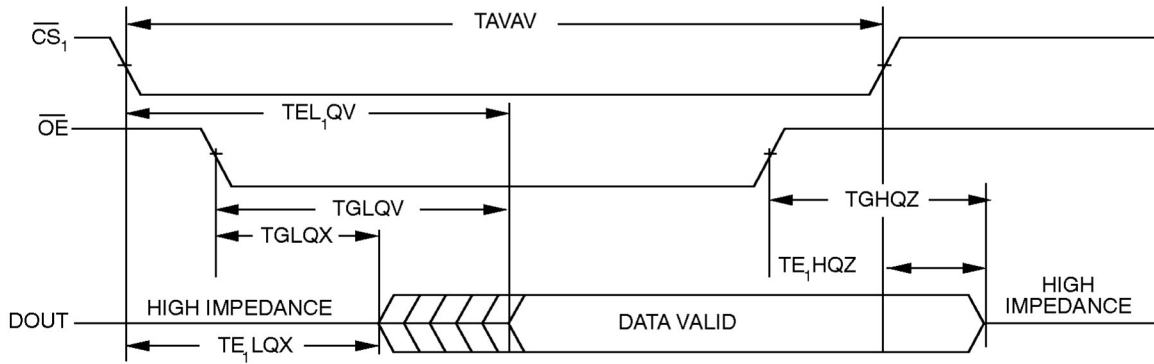 TAVAV
CS₁
TEL₁QV
OE
TGLQV
TGHQZ
TGLQX
TE₁HQZ
HIGH IMPEDANCE
HIGH
IMPEDANCE
DOUT
DATA VALID
TE₁LQX